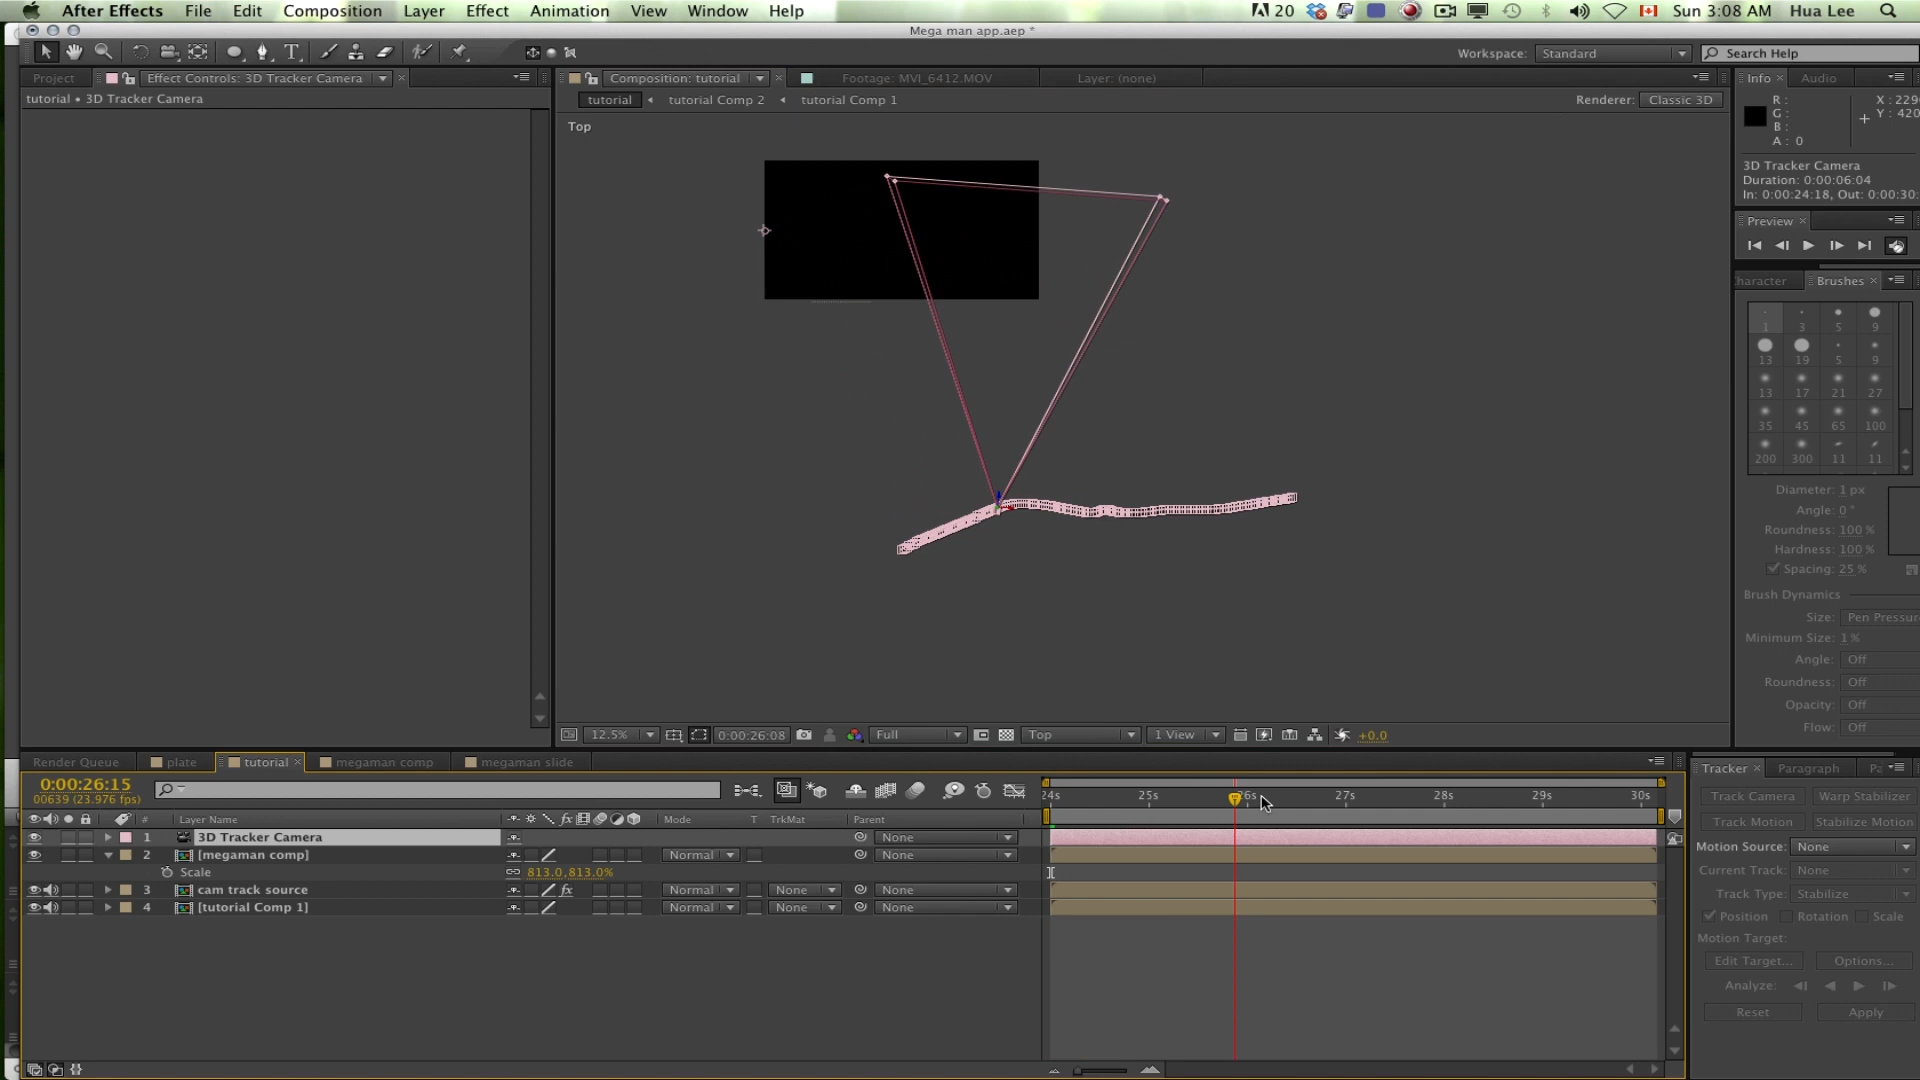 After Effects File Edit Composition Layer Effect Animation View Window Help 20 Sun 3:08 AM Hua Lee
Mega man app.aep *
Workspace: Standard Search Help
Project Effect Controls: 3D Tracker Camera Composition: tutorial Footage: MVI_6412.MOV Layer: (none) Info Audio
tutorial • 3D Tracker Camera
tutorial tutorial Comp 2 tutorial Comp 1 Renderer: Classic 3D
R: X: 229
G: Y: 420
B:
A: 0
Top
3D Tracker Camera
Duration: 0:00:06:04
In: 0:00:24:18, Out: 0:00:30:
Preview
haracter Brushes
1 3 5 9
13 19 5 9
13 17 21 27
35 45 65 100
200 300 11 11
Diameter: 1 px
Angle: 0°
Roundness: 100%
Hardness: 100%
Spacing: 25%
Brush Dynamics
Size: Pen Pressur
Minimum Size: 1%
Angle: Off
Roundness: Off
Opacity: Off
Flow: Off
12.5% 0:00:26:08 Full Top 1 View +0.0
Render Queue plate tutorial megaman comp megaman slide
Tracker Paragraph Pa
0:00:26:15
00639 (23.976 fps)
24s 25s 26s 27s 28s 29s 30s
# Layer Name fx Mode T TrkMat Parent
1 3D Tracker Camera None
2 [megaman comp] Normal None
Scale 813.0,813.0%
3 cam track source fx Normal None None
4 [tutorial Comp 1] Normal None None
Track Camera Warp Stabilizer
Track Motion Stabilize Motion
Motion Source: None
Current Track: None
Track Type: Stabilize
Position Rotation Scale
Motion Target:
Edit Target... Options...
Analyze:
Reset Apply